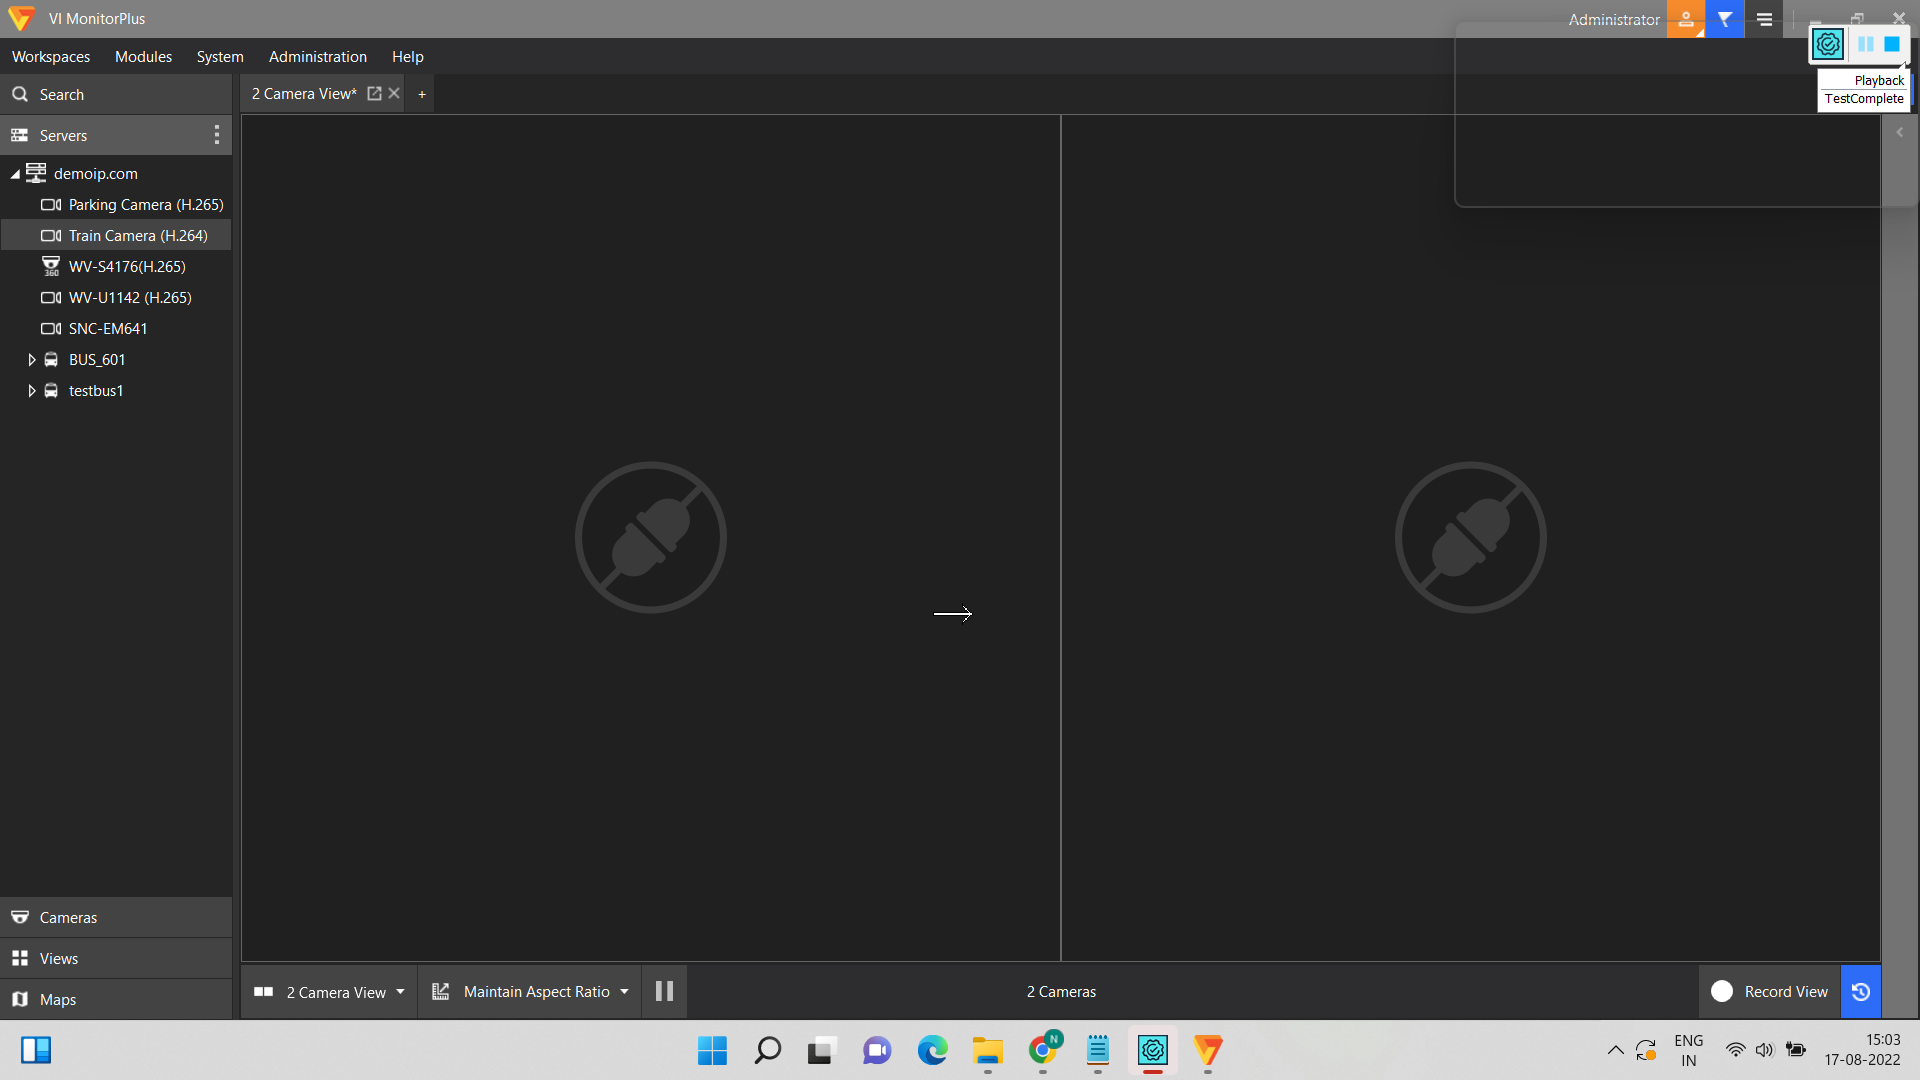 VI MonitorPlus
Administrator
Workspaces Modules System Administration Help
Playback
TestComplete
Search
2 Camera View* +
Servers
demoip.com
Parking Camera (H.265)
Train Camera (H.264)
360 WV-S4176(H.265)
WV-U1142 (H.265)
SNC-EM641
BUS_601
testbus1
Cameras
Views
Maps
2 Camera View
Maintain Aspect Ratio
2 Cameras
Record View
N
ENG
IN
15:03
17-08-2022